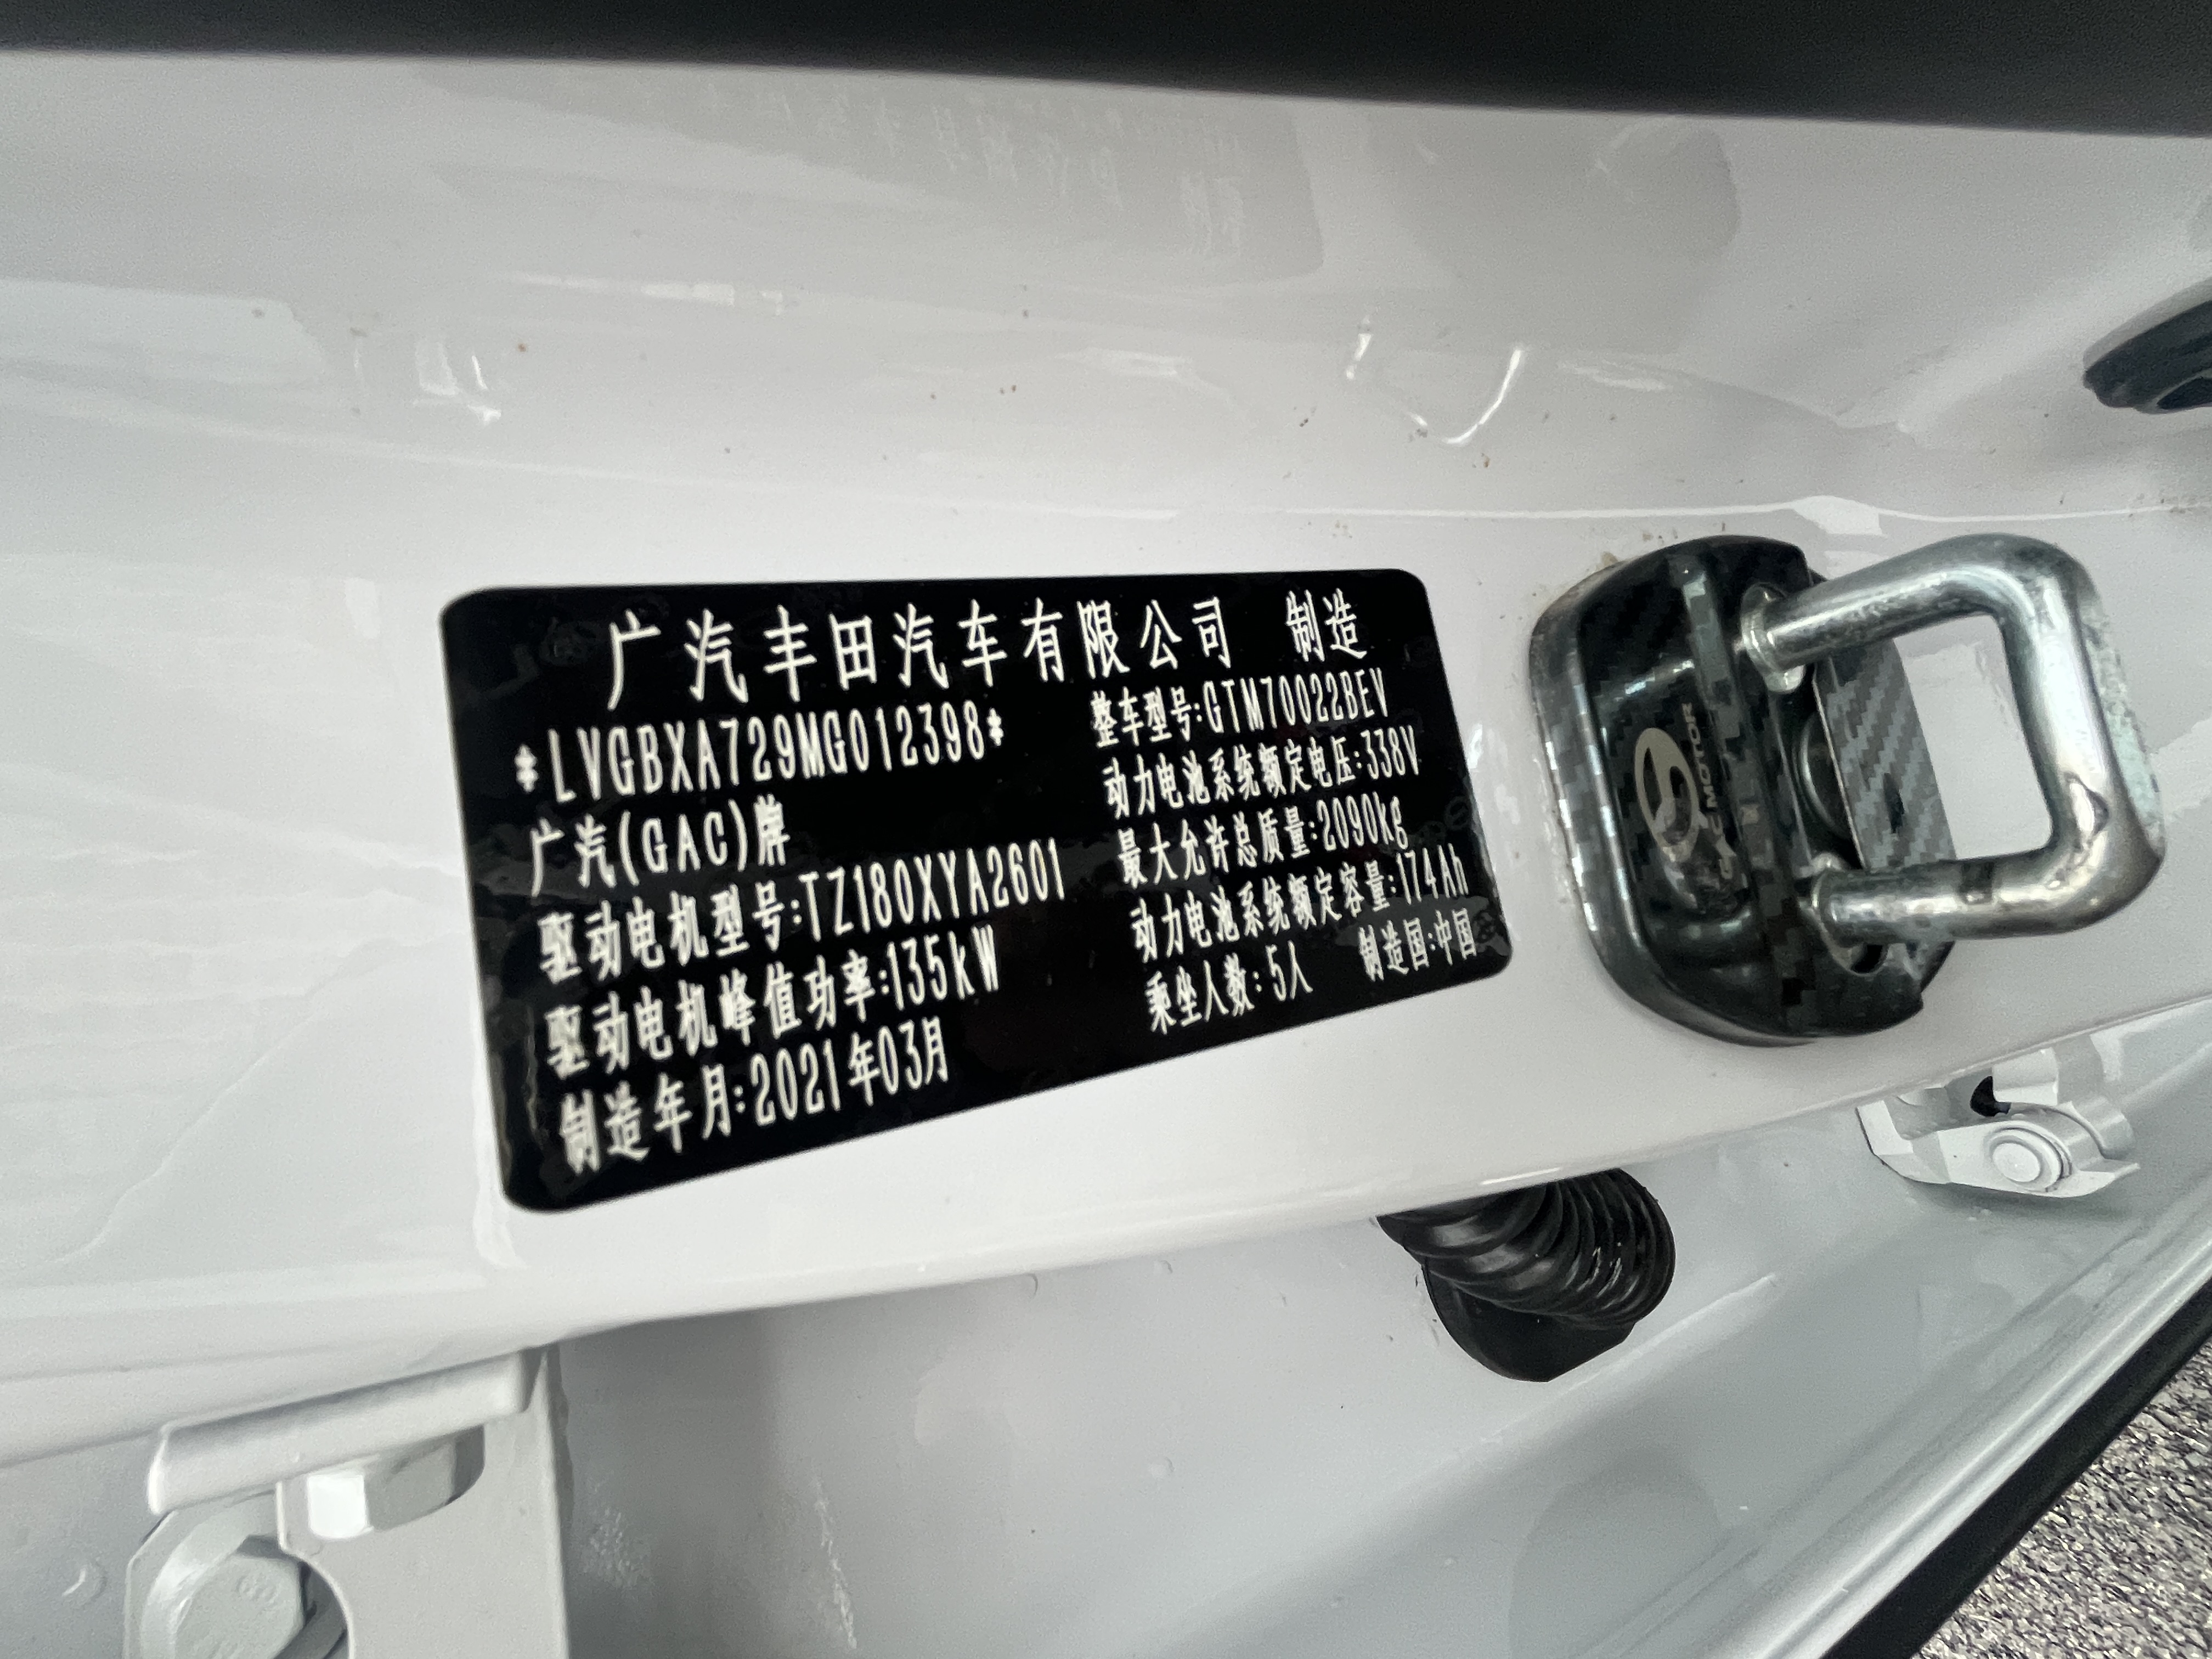 广汽丰田汽车有限公司 制造
*LVGBXA729MG012398*
广汽(GAC)牌
驱动电机型号:TZ180XYA2601
驱动电机峰值功率:135kW
制造年月:2021年03月
整车型号:GTM70022BEV
动力电池系统额定电压:338V
最大允许总质量:2090kg
动力电池系统额定容量:174Ah
乘坐人数:5人 制造国:中国
GAC MOTOR